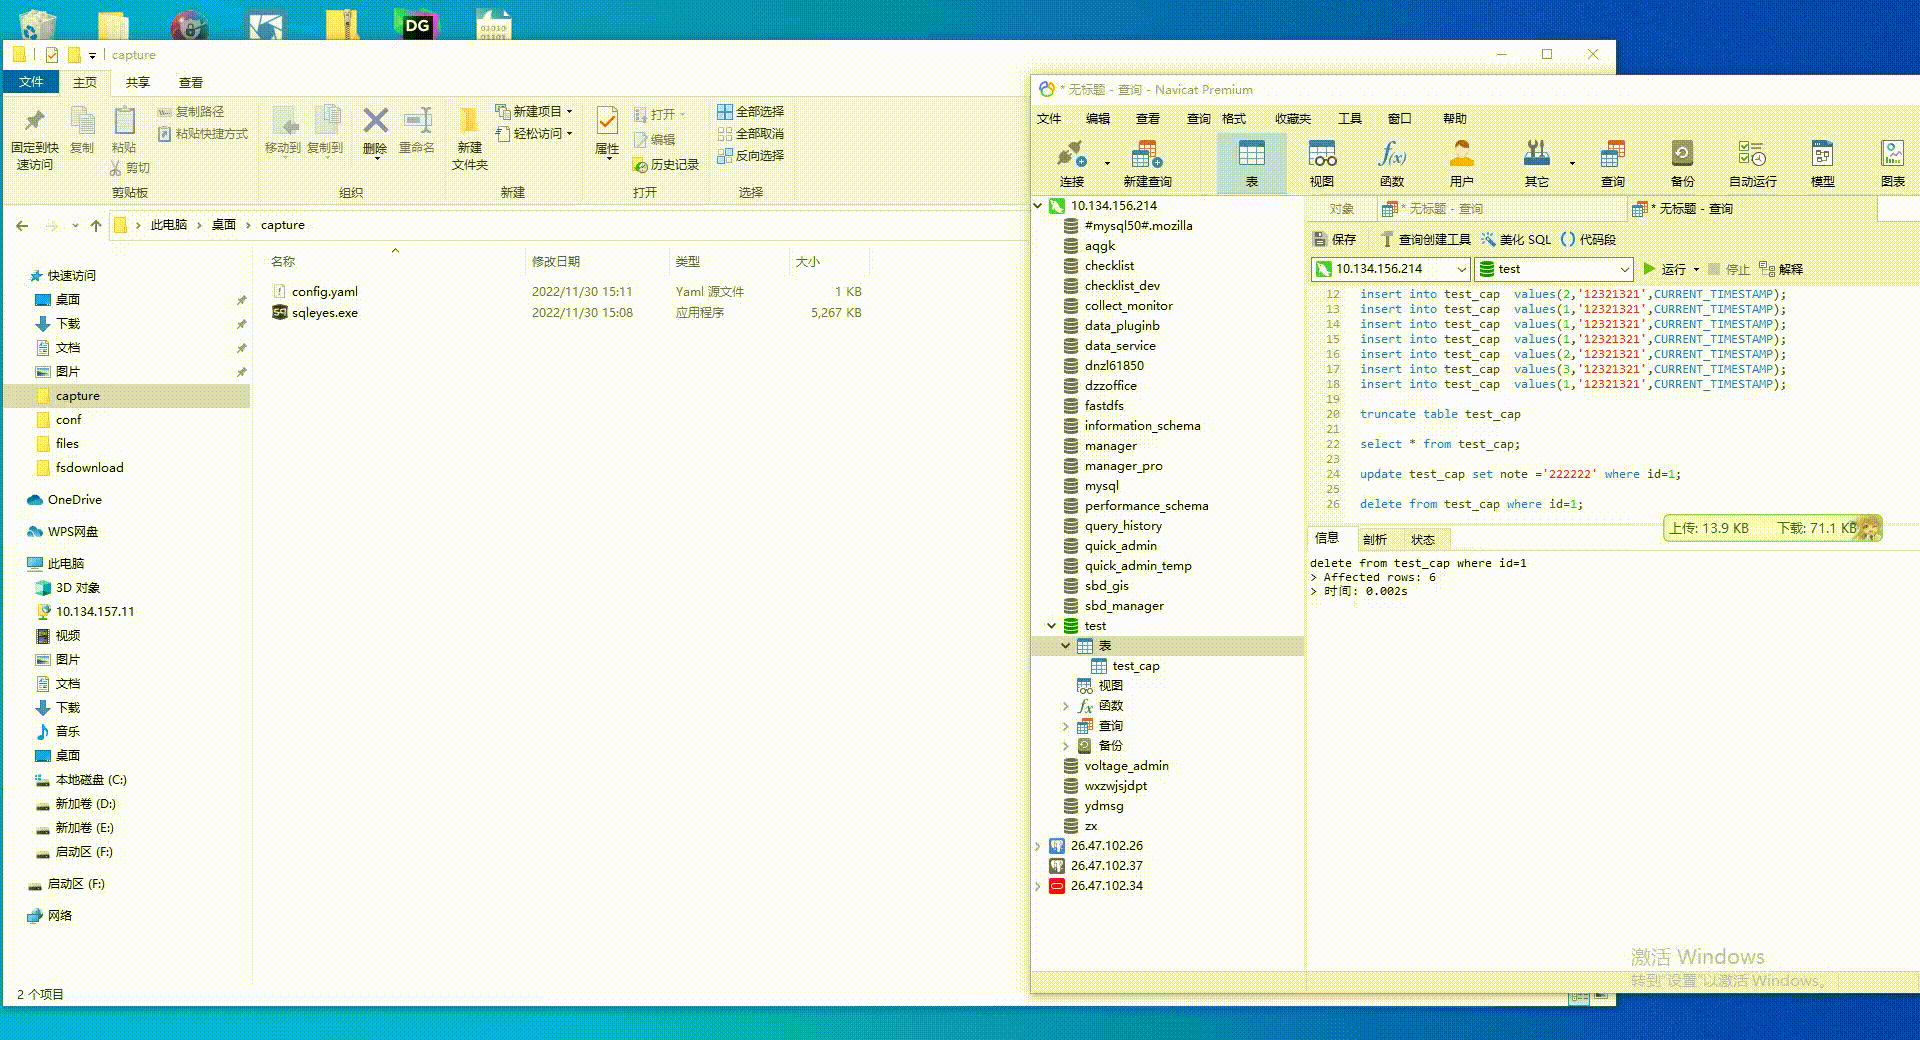 DG
01010
01101
capture
文件
主页
共享
查看
固定到快
速访问
复制
粘贴
复制路径
粘贴快捷方式
剪切
移动到
复制到
删除
重命名
新建
文件夹
新建项目
轻松访问
属性
打开
编辑
历史记录
全部选择
全部取消
反向选择
剪贴板
组织
新建
打开
选择
此电脑
桌面
capture
名称
修改日期
类型
大小
config.yaml
2022/11/30 15:11
Yaml 源文件
1 KB
sqleyes.exe
2022/11/30 15:08
应用程序
5,267 KB
快速访问
桌面
下载
文档
图片
capture
conf
files
fsdownload
OneDrive
WPS网盘
此电脑
3D 对象
10.134.157.11
视频
图片
文档
下载
音乐
桌面
本地磁盘 (C:)
新加卷 (D:)
新加卷 (E:)
启动区 (F:)
启动区 (F:)
网络
2 个项目
* 无标题 - 查询 - Navicat Premium
文件
编辑
查看
查询
格式
收藏夹
工具
窗口
帮助
连接
新建查询
表
视图
函数
用户
其它
查询
备份
自动运行
模型
图表
10.134.156.214
#mysql50#.mozilla
aqgk
checklist
checklist_dev
collect_monitor
data_pluginb
data_service
dnzl61850
dzzoffice
fastdfs
information_schema
manager
manager_pro
mysql
performance_schema
query_history
quick_admin
quick_admin_temp
sbd_gis
sbd_manager
test
表
test_cap
视图
函数
查询
备份
voltage_admin
wxzwjsjdpt
ydmsg
zx
26.47.102.26
26.47.102.37
26.47.102.34
对象
* 无标题 - 查询
* 无标题 - 查询
保存
查询创建工具
美化 SQL
代码段
10.134.156.214
test
运行
停止
解释
12 insert into test_cap  values(2,'12321321',CURRENT_TIMESTAMP);
13 insert into test_cap  values(1,'12321321',CURRENT_TIMESTAMP);
14 insert into test_cap  values(1,'12321321',CURRENT_TIMESTAMP);
15 insert into test_cap  values(1,'12321321',CURRENT_TIMESTAMP);
16 insert into test_cap  values(2,'12321321',CURRENT_TIMESTAMP);
17 insert into test_cap  values(3,'12321321',CURRENT_TIMESTAMP);
18 insert into test_cap  values(1,'12321321',CURRENT_TIMESTAMP);
19
20 truncate table test_cap
21
22 select * from test_cap;
23
24 update test_cap set note ='222222' where id=1;
25
26 delete from test_cap where id=1;
上传: 13.9 KB 下载: 71.1 KB
信息
剖析
状态
delete from test_cap where id=1
> Affected rows: 6
> 时间: 0.002s
激活 Windows
转到"设置"以激活 Windows。